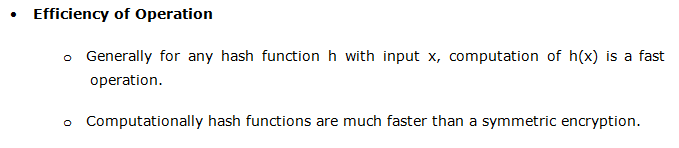 • Efficiency of Operation
o Generally for any hash function h with input x, computation of h(x) is a fast
operation.
o Computationally hash functions are much faster than a symmetric encryption.